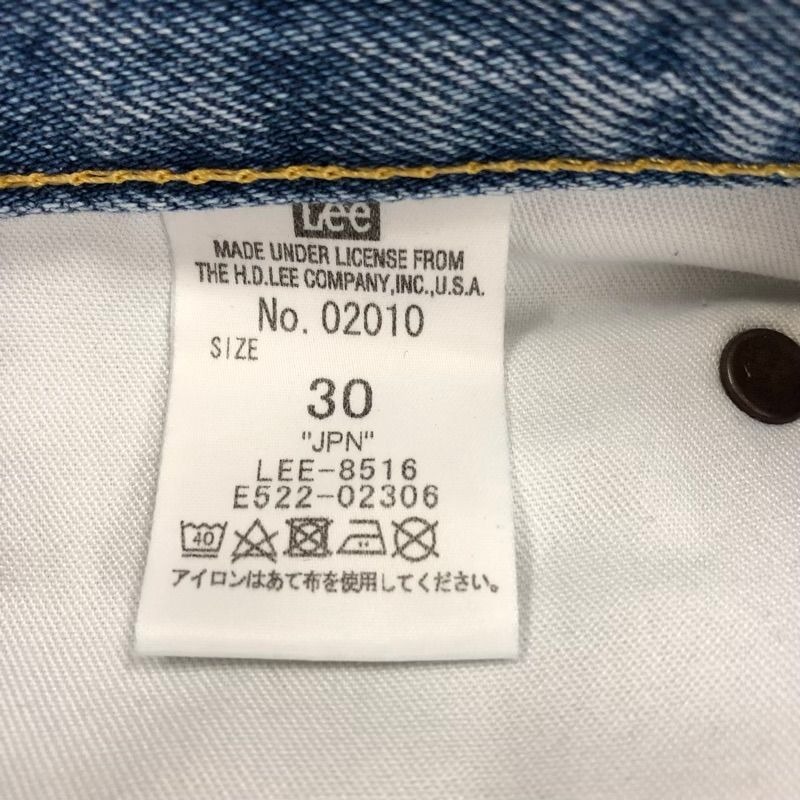 Lee
MADE UNDER LICENSE FROM
THE H.D.LEE COMPANY,INC.,U.S.A.
No. 02010
SIZE
30
"JPN"
LEE-8516
E522-02306
40
アイロンはあて布を使用してください。